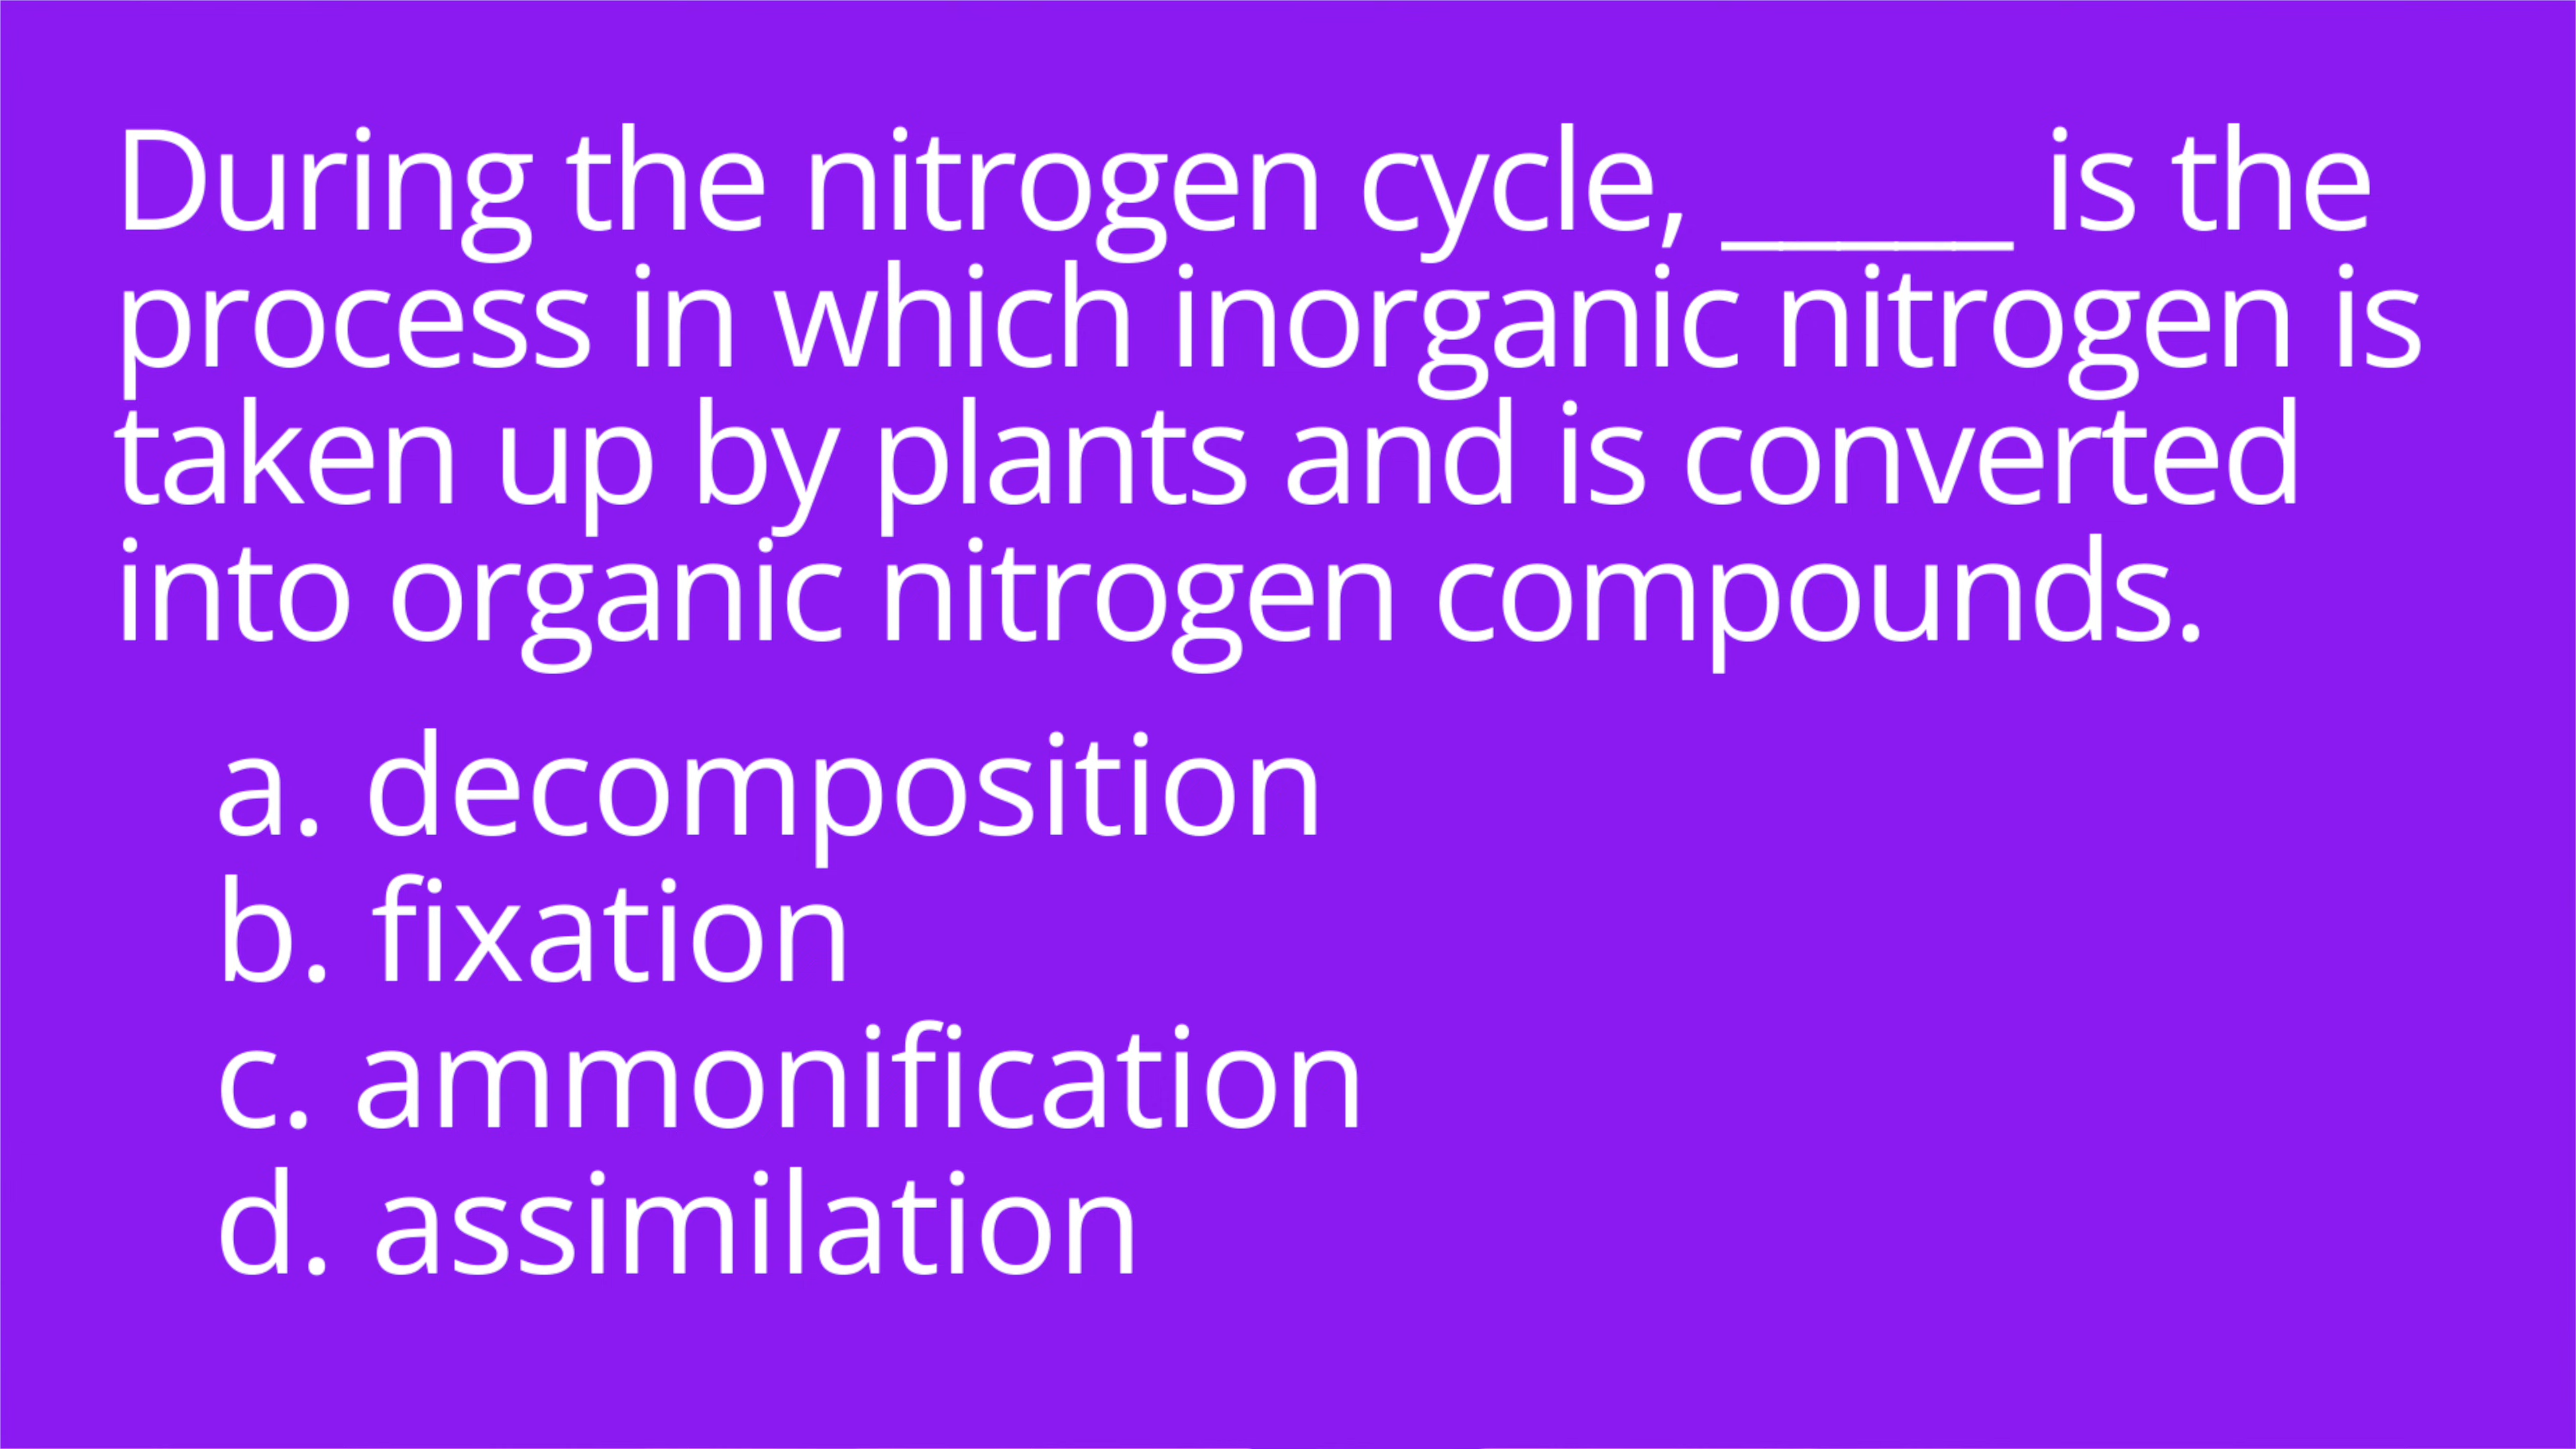 During the nitrogen cycle, _____ is the
process in which inorganic nitrogen is
taken up by plants and is converted
into organic nitrogen compounds.
a. decomposition
b. fixation
c. ammonification
d. assimilation